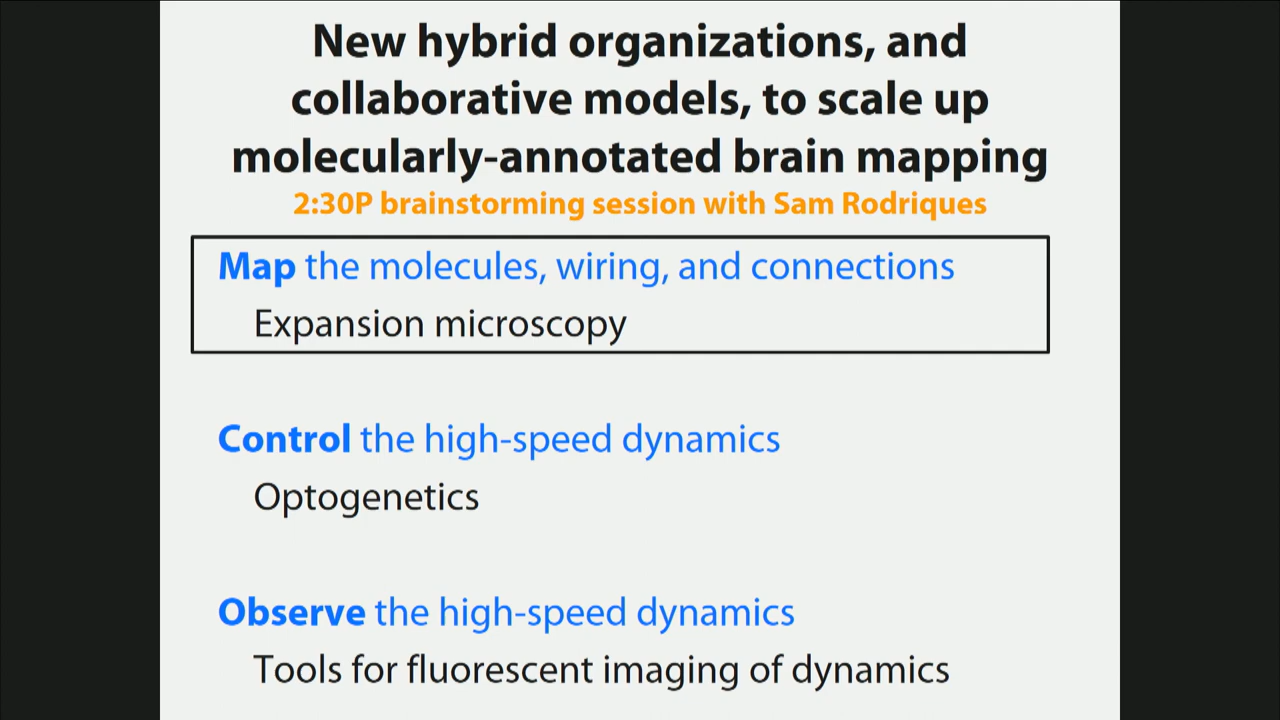 New hybrid organizations, and
collaborative models, to scale up
molecularly-annotated brain mapping
2:30P brainstorming session with Sam Rodriques
Map the molecules, wiring, and connections
Expansion microscopy
Control the high-speed dynamics
Optogenetics
Observe the high-speed dynamics
Tools for fluorescent imaging of dynamics